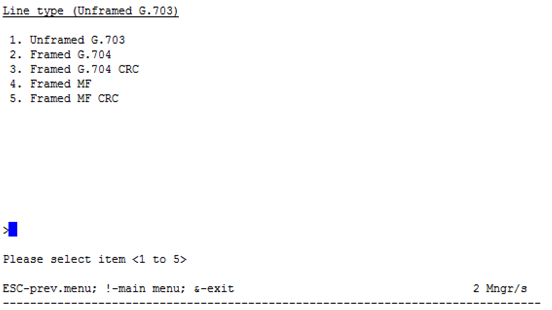 Line type (Unframed G.703)
1. Unframed G.703
2. Framed G.704
3. Framed G.704 CRC
4. Framed MF
5. Framed MF CRC
>
Please select item <1 to 5>
ESC-prev.menu; !-main menu; &-exit 2 Mngr/s
--------------------------------------------------------------------------------